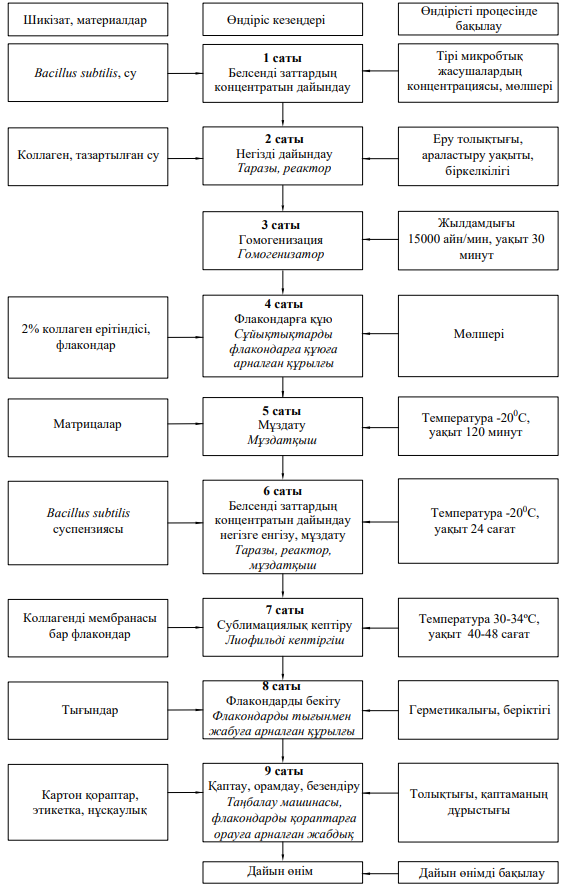 Шикізат, материалдар
Өндіріс кезеңдері
Өндірісті процесінде
бақылау
Bacillus subtilis, су
1 саты
Белсенді заттардың
концентратын дайындау
Тірі микробтық
жасушалардың
концентрациясы, мөлшері
Коллаген, тазартылған су
2 саты
Негізді дайындау
Таразы, реактор
Еру толықтығы,
араластыру уақыты,
біркелкілігі
3 саты
Гомогенизация
Гомогенизатор
Жылдамдығы
15000 айн/мин, уақыт 30
минут
2% коллаген ерітіндісі,
флакондар
4 саты
Флакондарға құю
Сұйықтықтарды
флакондарға құюға
арналған құрылғы
Мөлшері
Матрицалар
5 саты
Мұздату
Мұздатқыш
Температура -20⁰С,
уақыт 120 минут
Bacillus subtilis
суспензиясы
6 саты
Белсенді заттардың
концентратын дайындау
негізге енгізу, мұздату
Таразы, реактор,
мұздатқыш
Температура -20⁰С,
уақыт 24 сағат
Коллагенді мембранасы
бар флакондар
7 саты
Сублимациялық кептіру
Лиофильді кептіргіш
Температура 30-34ºС,
уақыт 40-48 сағат
Тығындар
8 саты
Флакондарды бекіту
Флакондарды тығынмен
жабуға арналған құрылғы
Герметикалығы, беріктігі
Картон қораптар,
этикетка, нұсқаулық
9 саты
Қаптау, орамдау, безендіру
Таңбалау машинасы,
флакондарды қораптарға
орауға арналған жабдық
Толықтығы, қаптаманың
дұрыстығы
Дайын өнім
Дайын өнімді бақылау